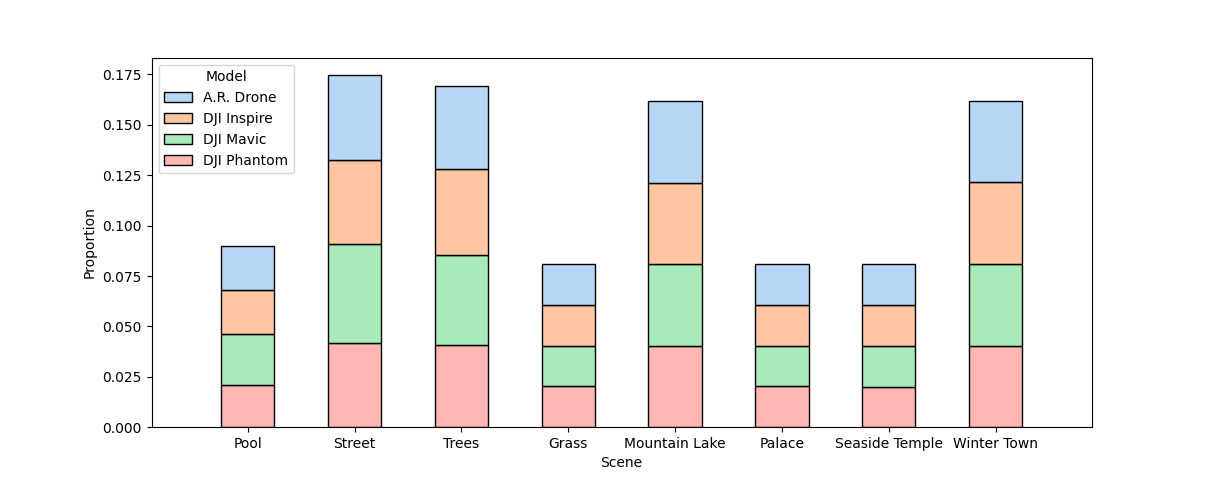 Model
A.R. Drone
DJI Inspire
DJI Mavic
DJI Phantom
0.175
0.150
0.125
0.100
0.075
0.050
0.025
0.000
Proportion
Pool Street Trees Grass Mountain Lake Palace Seaside Temple Winter Town
Scene